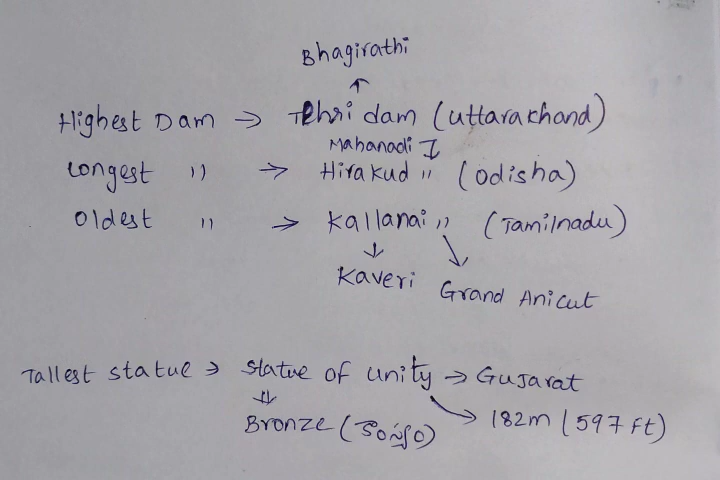 Bhagirathi
↑
Highest Dam → Tehri dam (Uttarakhand)
Mahanadi ↓
Longest " → Hirakud " (Odisha)
Oldest " → Kallanai " (Tamilnadu)
↓ ↘
Kaveri Grand Anicut
Tallest statue → Statue of unity → Gujarat
⇓
Bronze (కాంస్యం) → 182m (597 ft)